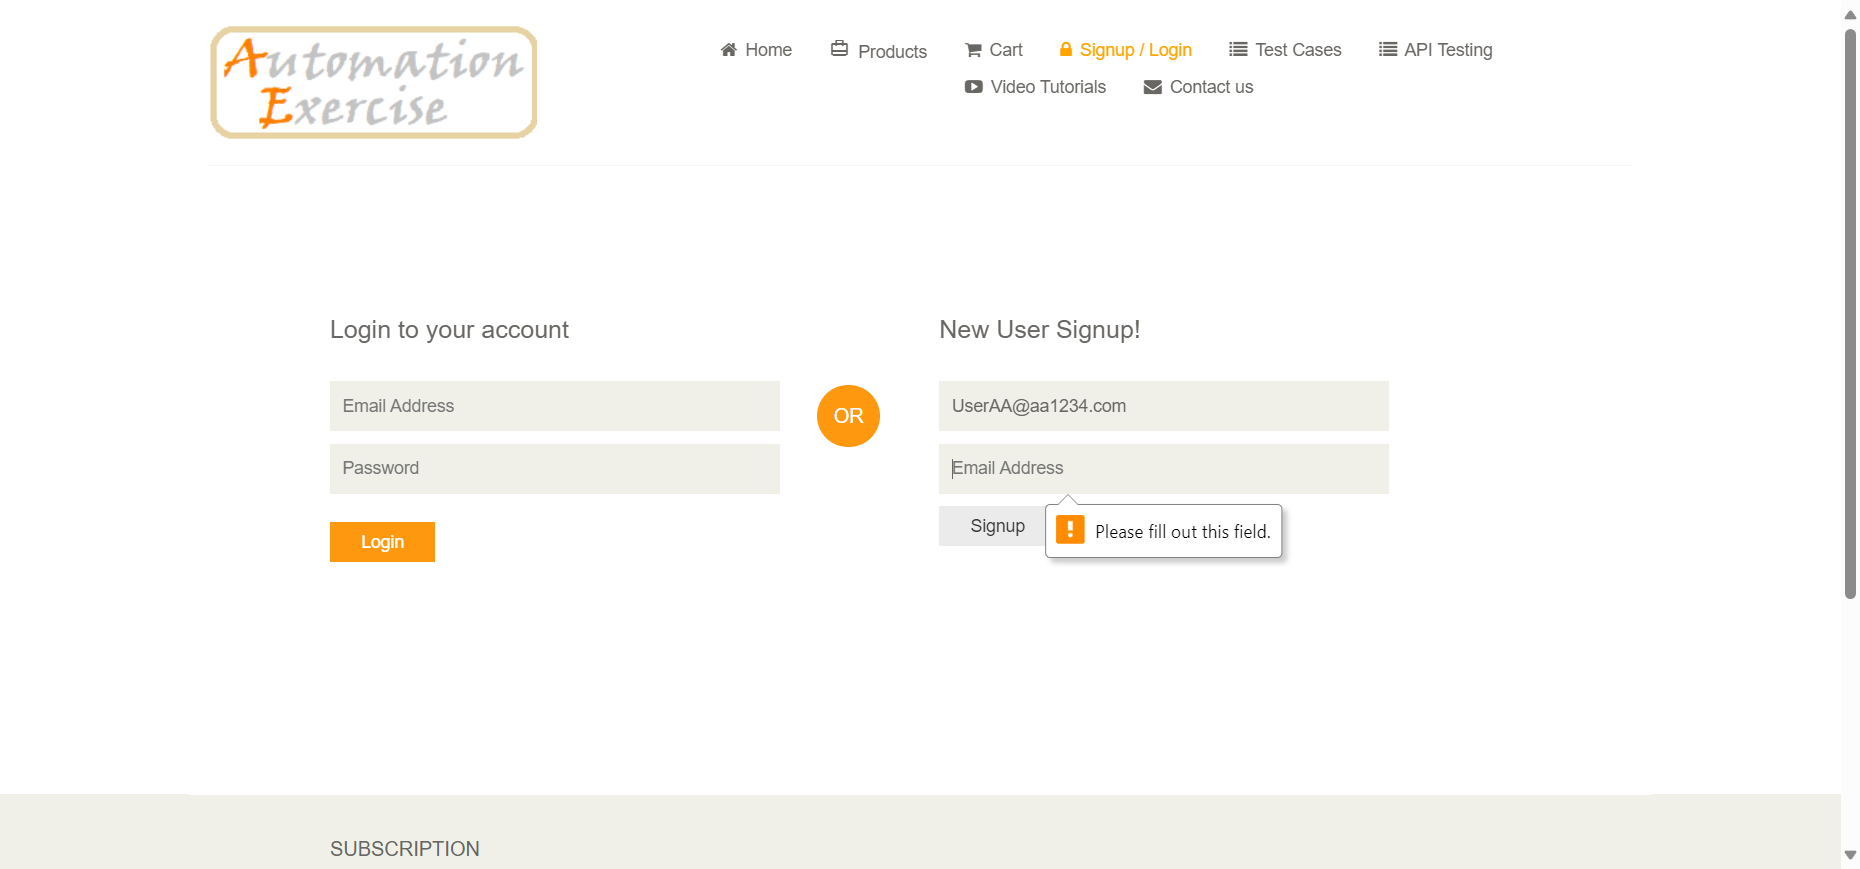 Automation
Exercise
Home
Products
Cart
Signup / Login
Test Cases
API Testing
Video Tutorials
Contact us
Login to your account
Email Address
Password
Login
OR
New User Signup!
UserAA@aa1234.com
Email Address
Signup
Please fill out this field.
SUBSCRIPTION